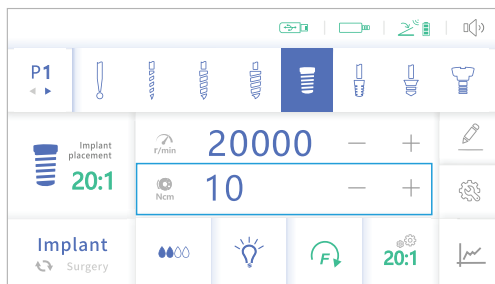 P1
Implant
placement
20:1
r/min
20000
Ncm
10
Implant
Surgery
F
20:1